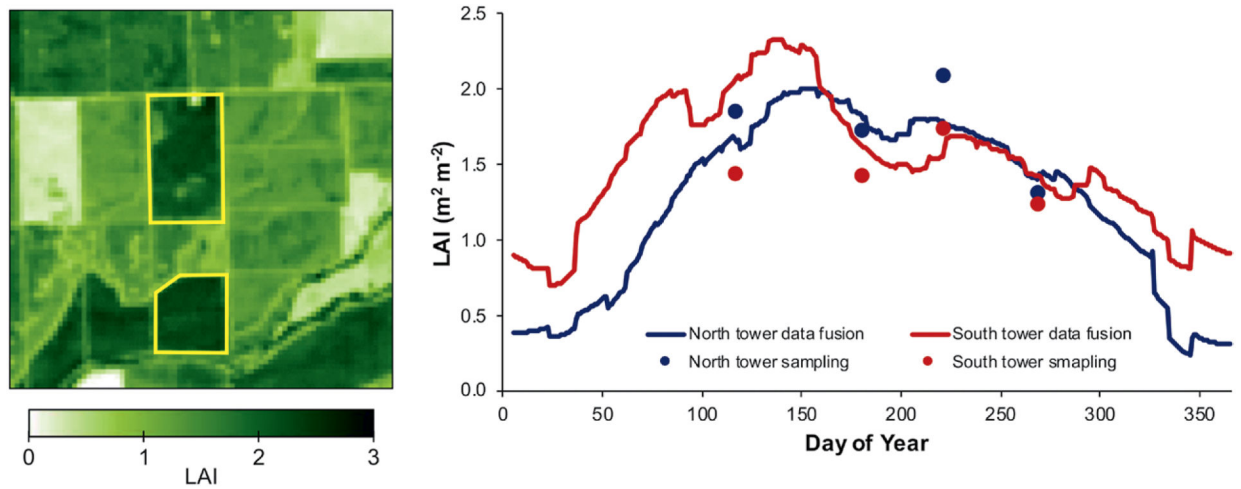 0 1 2 3
LAI
2.5
2.0
1.5
1.0
0.5
0.0
LAI (m² m⁻²)
North tower data fusion South tower data fusion
North tower sampling South tower smapling
0 50 100 150 200 250 300 350
Day of Year